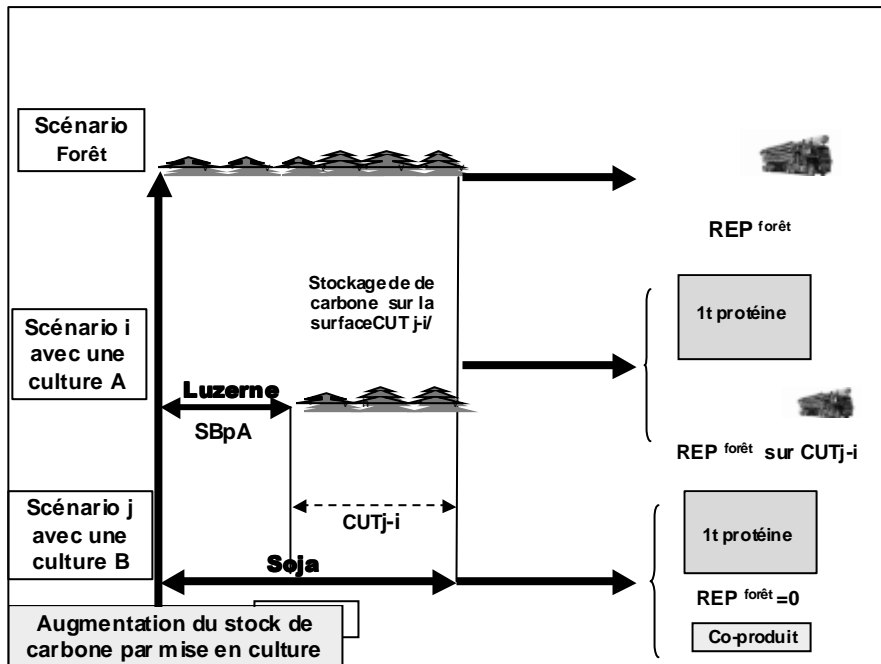 Scénario
Forêt
REP forêt
Stockage de de
carbone sur la
surfaceCUT j-i/
1t protéine
Scénario i
avec une
culture A
Luzerne
SBpA
REP forêt sur CUTj-i
Scénario j
avec une
culture B
CUTj-i
Soja
1t protéine
REP forêt =0
Co-produit
Augmentation du stock de
carbone par mise en culture